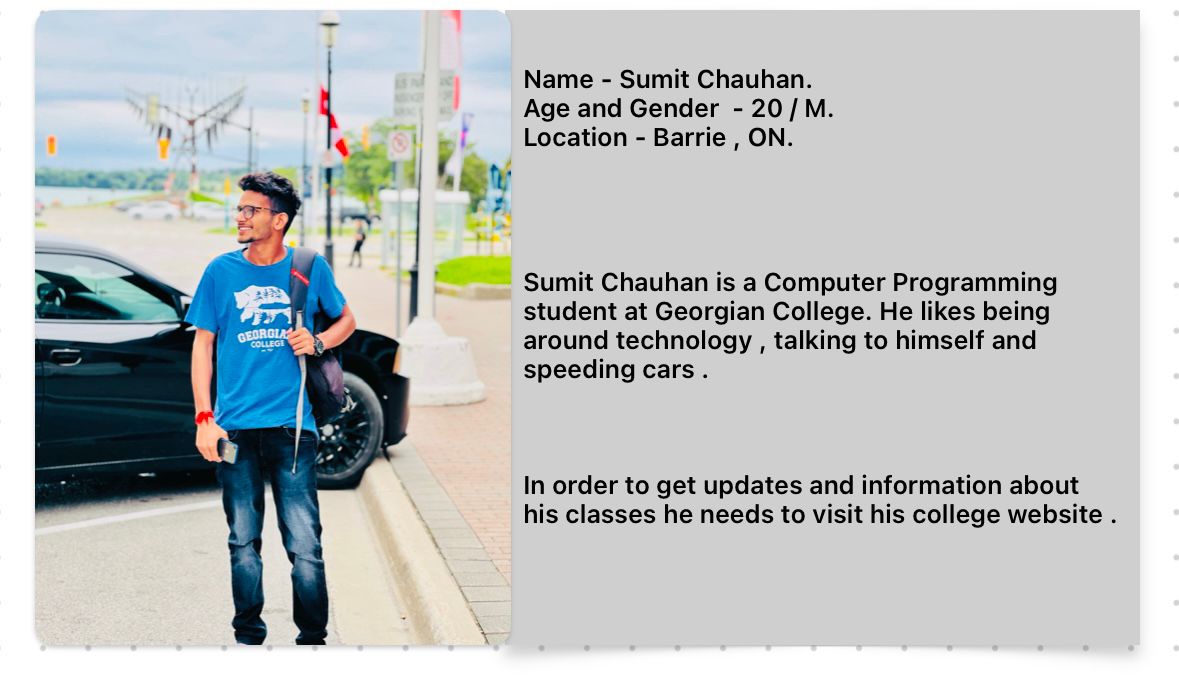 Name - Sumit Chauhan.
Age and Gender  - 20 / M.
Location - Barrie , ON.
Sumit Chauhan is a Computer Programming
student at Georgian College. He likes being
around technology , talking to himself and
speeding cars .
In order to get updates and information about
his classes he needs to visit his college website .
GEORGIAN
COLLEGE